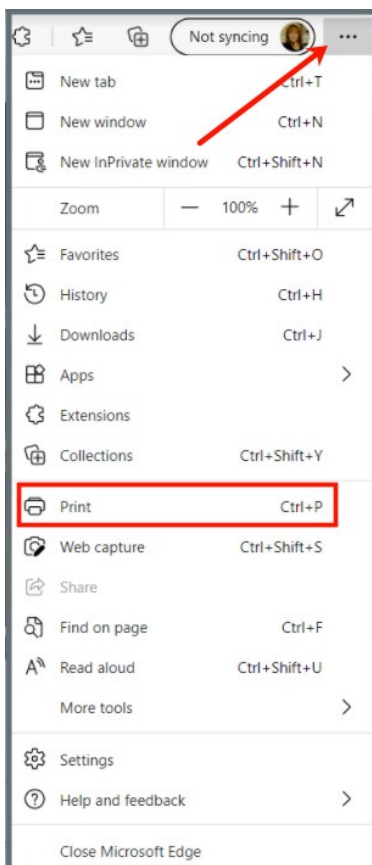 Not syncing
New tab Ctrl+T
New window Ctrl+N
New InPrivate window Ctrl+Shift+N
Zoom 100%
Favorites Ctrl+Shift+O
History Ctrl+H
Downloads Ctrl+J
Apps
Extensions
Collections Ctrl+Shift+Y
Print Ctrl+P
Web capture Ctrl+Shift+S
Share
Find on page Ctrl+F
Read aloud Ctrl+Shift+U
More tools
Settings
Help and feedback
Close Microsoft Edge